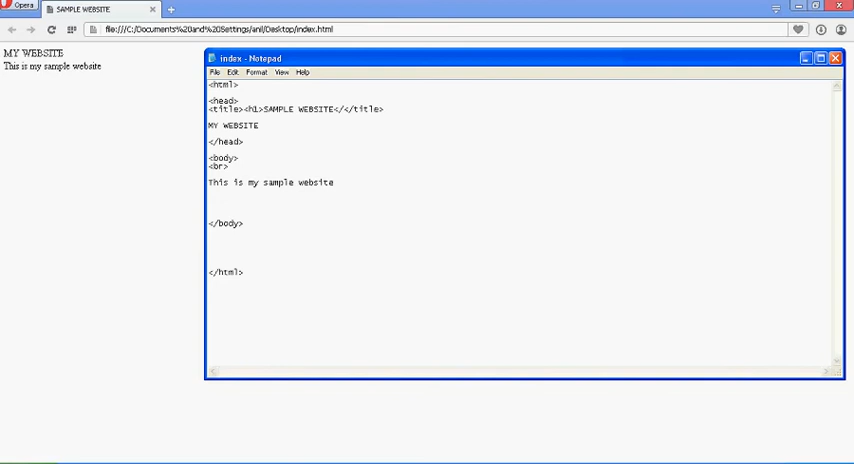 Opera
SAMPLE WEBSITE
file:///C:/Documents%20and%20Settings/anil/Desktop/index.html
MY WEBSITE
This is my sample website
index - Notepad
File Edit Format View Help
<html>
<head>
<title><h1>SAMPLE WEBSITE</</title>
MY WEBSITE
</head>
<body>
<br>
This is my sample website
</body>
</html>